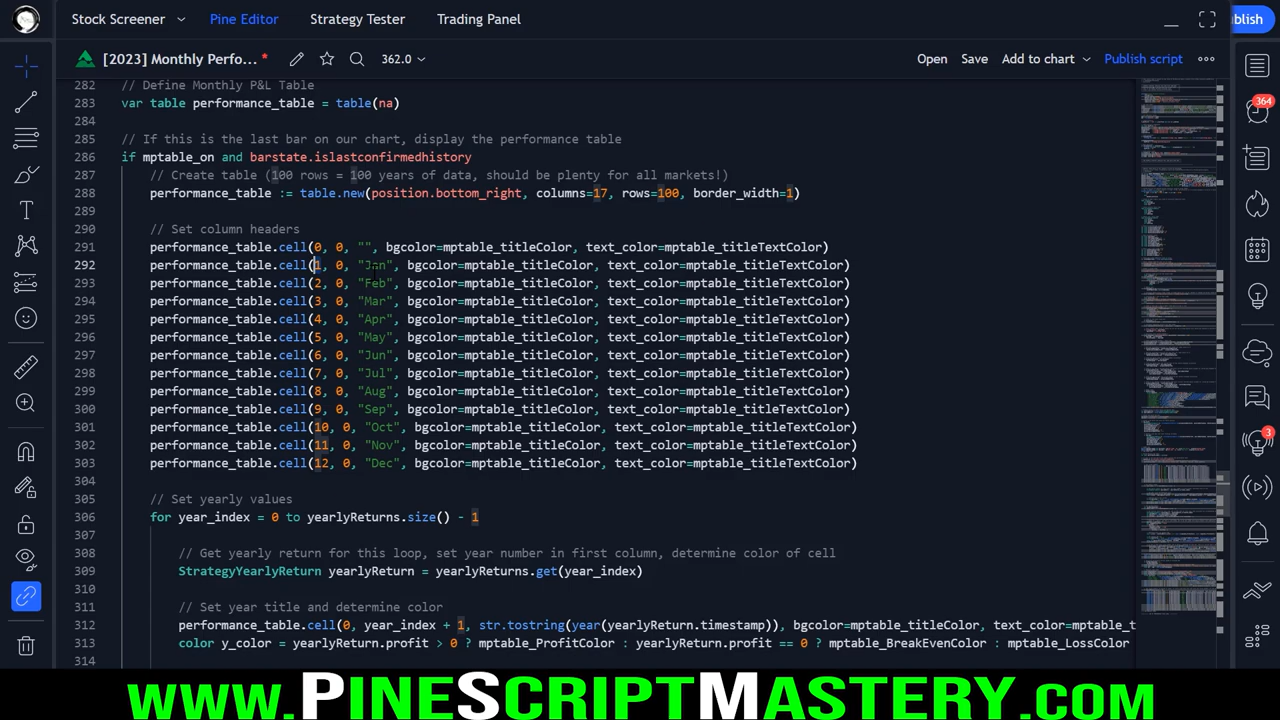 Stock Screener
Pine Editor
Strategy Tester
Trading Panel
blish
[2023] Monthly Perfo... *
362.0
Open
Save
Add to chart
Publish script
364
3
282 // Define Monthly P&L Table
283 var table performance_table = table(na)
284
285 // If this is the last bar on our chart, display the performance table
286 if mptable_on and barstate.islastconfirmedhistory
287 // Create table (100 rows = 100 years of data, should be plenty for all markets!)
288 performance_table := table.new(position.bottom_right, columns=17, rows=100, border_width=1)
289
290 // Set column heaers
291 performance_table.cell(0, 0, "", bgcolor=mptable_titleColor, text_color=mptable_titleTextColor)
292 performance_table.cell(1, 0, "Jan", bgcolor=mptable_titleColor, text_color=mptable_titleTextColor)
293 performance_table.cell(2, 0, "Feb", bgcolor=mptable_titleColor, text_color=mptable_titleTextColor)
294 performance_table.cell(3, 0, "Mar", bgcolor=mptable_titleColor, text_color=mptable_titleTextColor)
295 performance_table.cell(4, 0, "Apr", bgcolor=mptable_titleColor, text_color=mptable_titleTextColor)
296 performance_table.cell(5, 0, "May", bgcolor=mptable_titleColor, text_color=mptable_titleTextColor)
297 performance_table.cell(6, 0, "Jun", bgcolor=mptable_titleColor, text_color=mptable_titleTextColor)
298 performance_table.cell(7, 0, "Jul", bgcolor=mptable_titleColor, text_color=mptable_titleTextColor)
299 performance_table.cell(8, 0, "Aug", bgcolor=mptable_titleColor, text_color=mptable_titleTextColor)
300 performance_table.cell(9, 0, "Sep", bgcolor=mptable_titleColor, text_color=mptable_titleTextColor)
301 performance_table.cell(10, 0, "Oct", bgcolor=mptable_titleColor, text_color=mptable_titleTextColor)
302 performance_table.cell(11, 0, "Nov", bgcolor=mptable_titleColor, text_color=mptable_titleTextColor)
303 performance_table.cell(12, 0, "Dec", bgcolor=mptable_titleColor, text_color=mptable_titleTextColor)
304
305 // Set yearly values
306 for year_index = 0 to yearlyReturn.size() - 1
307
308 // Get yearly return for this loop, set year number in first column, determine color of cell
309 StrategyYearlyReturn yearlyReturn = yearlyReturns.get(year_index)
310
311 // Set year title and determine color
312 performance_table.cell(0, year_index + 1, str.tostring(year(yearlyReturn.timestamp)), bgcolor=mptable_titleColor, text_color=mptable_t
313 color y_color = yearlyReturn.profit > 0 ? mptable_ProfitColor : yearlyReturn.profit == 0 ? mptable_BreakEvenColor : mptable_LossColor
314
www.PineScriptMastery.com